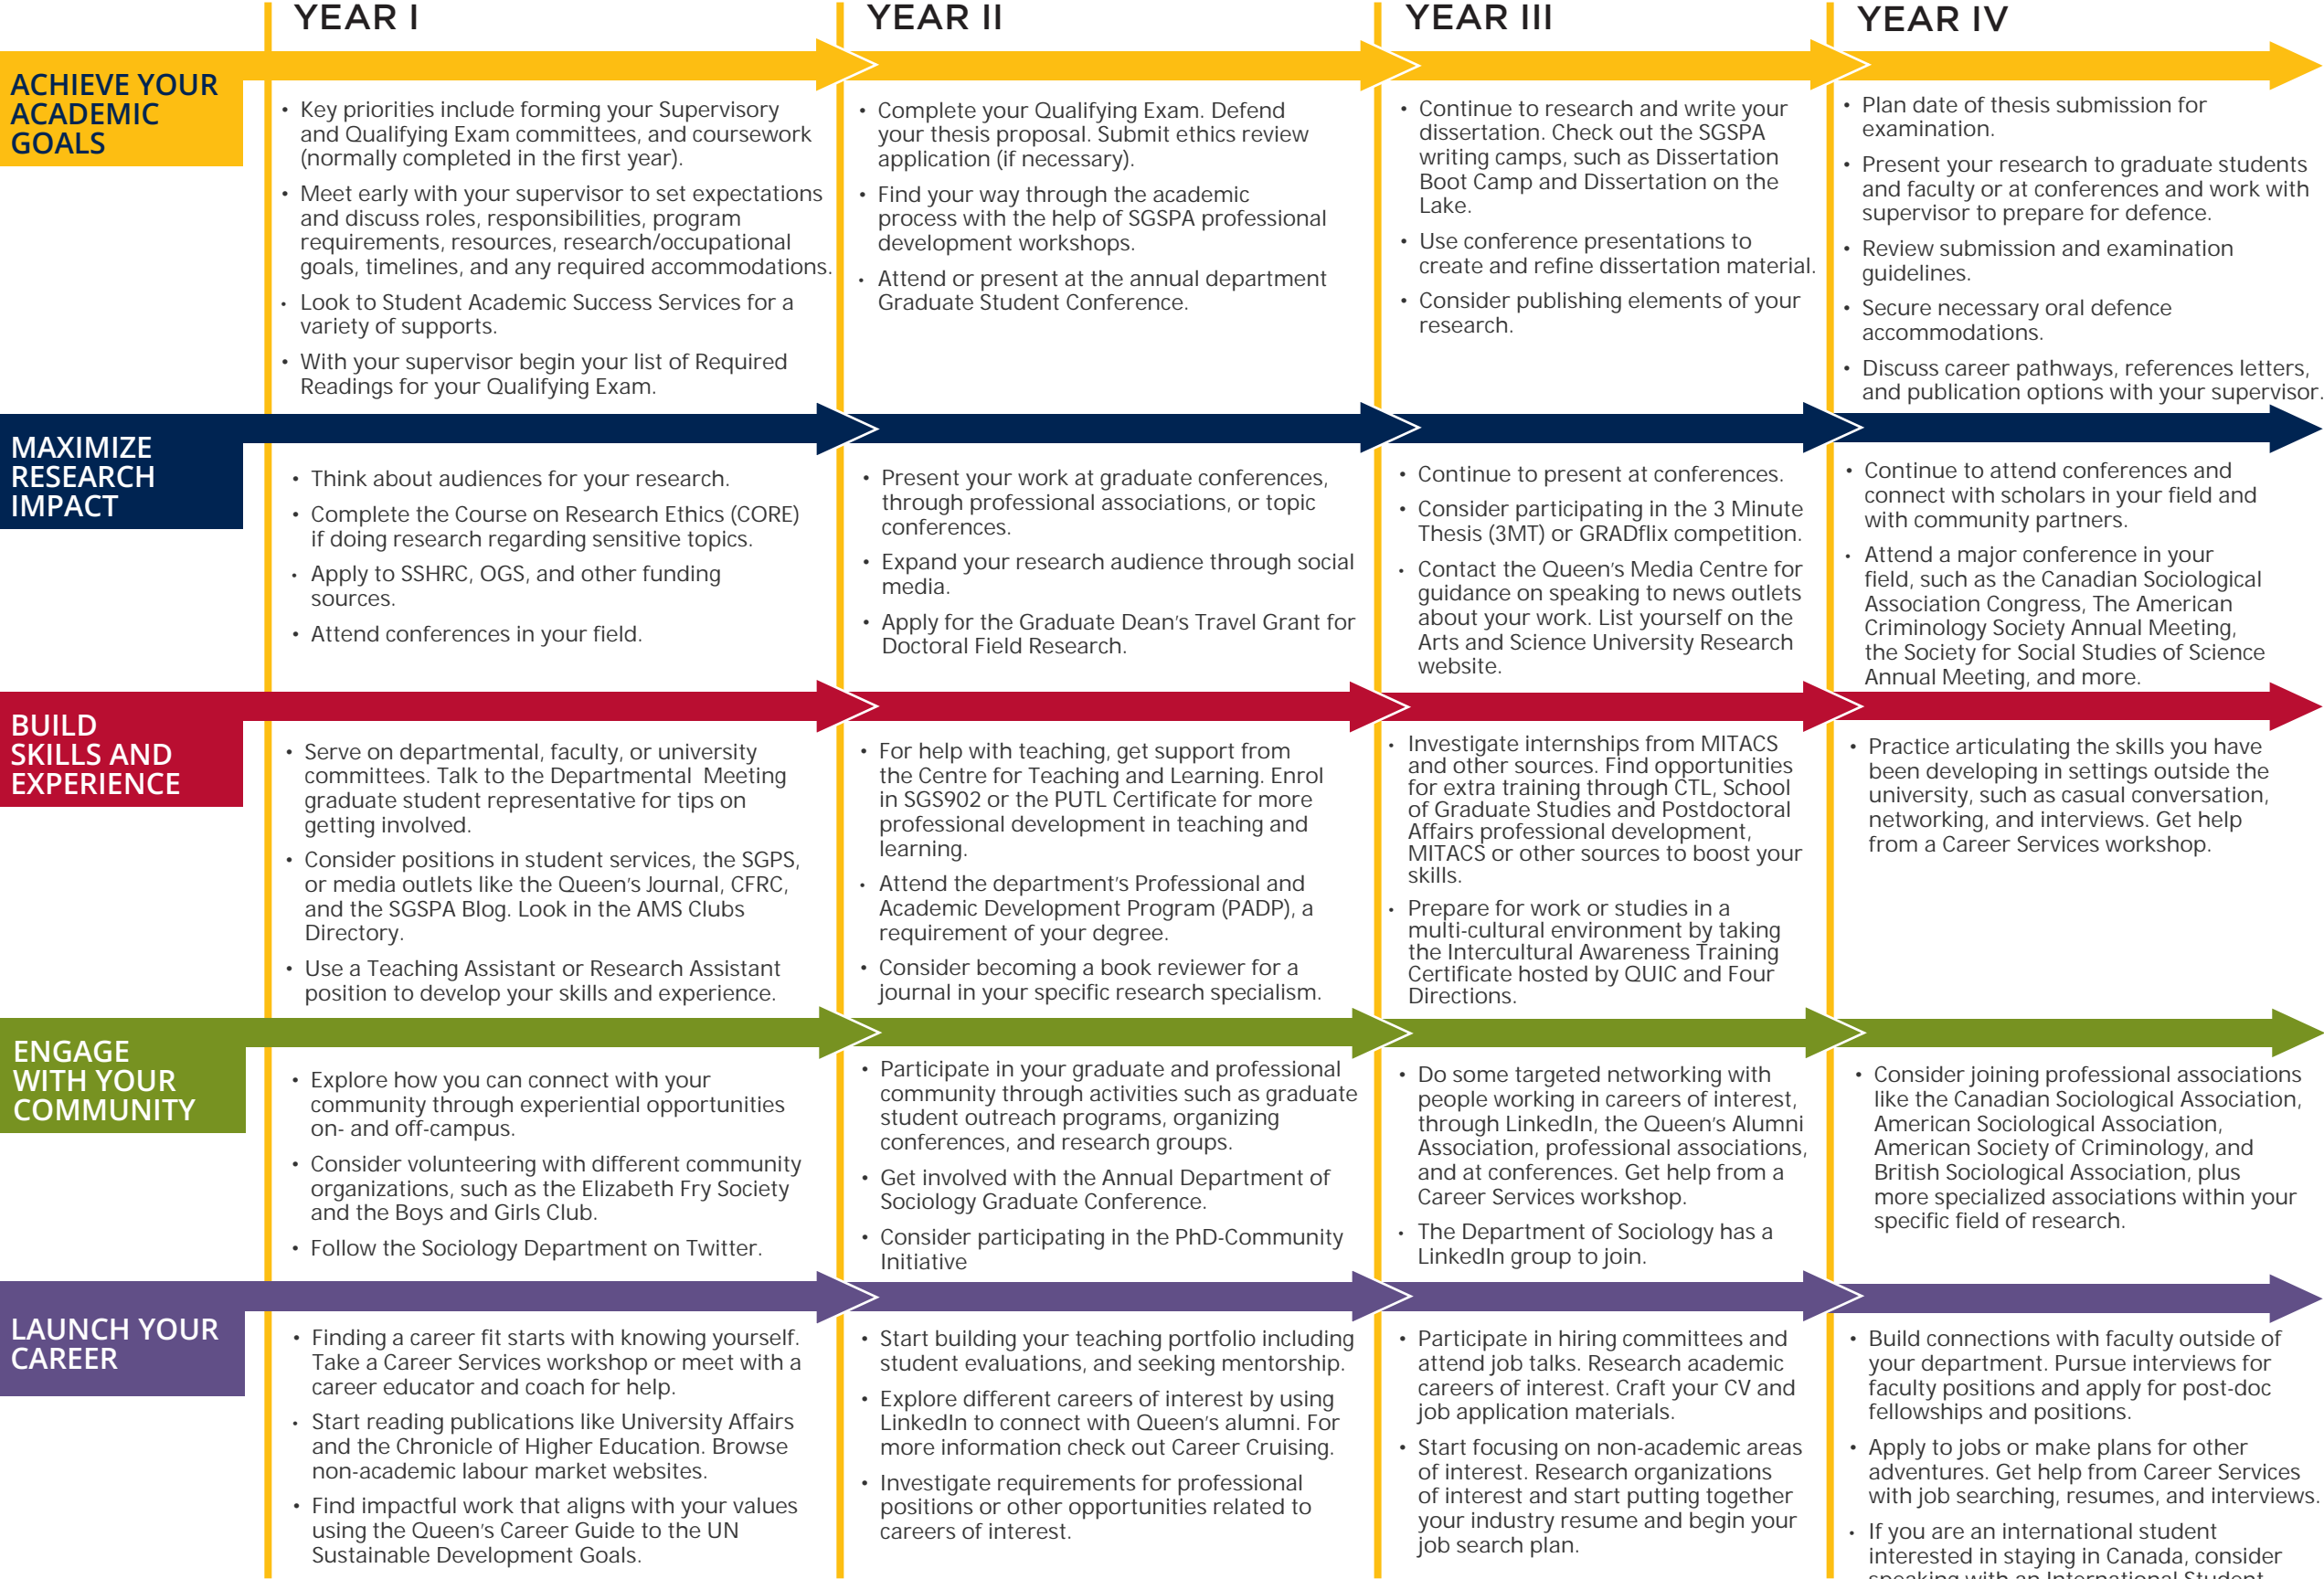 YEAR I
YEAR II
YEAR III
YEAR IV
ACHIEVE YOUR
ACADEMIC
GOALS
• Key priorities include forming your Supervisory
and Qualifying Exam committees, and coursework
(normally completed in the first year).
• Meet early with your supervisor to set expectations
and discuss roles, responsibilities, program
requirements, resources, research/occupational
goals, timelines, and any required accommodations.
• Look to Student Academic Success Services for a
variety of supports.
• With your supervisor begin your list of Required
Readings for your Qualifying Exam.
• Complete your Qualifying Exam. Defend
your thesis proposal. Submit ethics review
application (if necessary).
• Find your way through the academic
process with the help of SGSPA professional
development workshops.
• Attend or present at the annual department
Graduate Student Conference.
• Continue to research and write your
dissertation. Check out the SGSPA
writing camps, such as Dissertation
Boot Camp and Dissertation on the
Lake.
• Use conference presentations to
create and refine dissertation material.
• Consider publishing elements of your
research.
• Plan date of thesis submission for
examination.
• Present your research to graduate students
and faculty or at conferences and work with
supervisor to prepare for defence.
• Review submission and examination
guidelines.
• Secure necessary oral defence
accommodations.
• Discuss career pathways, references letters,
and publication options with your supervisor.
MAXIMIZE
RESEARCH
IMPACT
• Think about audiences for your research.
• Complete the Course on Research Ethics (CORE)
if doing research regarding sensitive topics.
• Apply to SSHRC, OGS, and other funding
sources.
• Attend conferences in your field.
• Present your work at graduate conferences,
through professional associations, or topic
conferences.
• Expand your research audience through social
media.
• Apply for the Graduate Dean's Travel Grant for
Doctoral Field Research.
• Continue to present at conferences.
• Consider participating in the 3 Minute
Thesis (3MT) or GRADflix competition.
• Contact the Queen's Media Centre for
guidance on speaking to news outlets
about your work. List yourself on the
Arts and Science University Research
website.
• Continue to attend conferences and
connect with scholars in your field and
with community partners.
• Attend a major conference in your
field, such as the Canadian Sociological
Association Congress, The American
Criminology Society Annual Meeting,
the Society for Social Studies of Science
Annual Meeting, and more.
BUILD
SKILLS AND
EXPERIENCE
• Serve on departmental, faculty, or university
committees. Talk to the Departmental Meeting
graduate student representative for tips on
getting involved.
• Consider positions in student services, the SGPS,
or media outlets like the Queen's Journal, CFRC,
and the SGSPA Blog. Look in the AMS Clubs
Directory.
• Use a Teaching Assistant or Research Assistant
position to develop your skills and experience.
• For help with teaching, get support from
the Centre for Teaching and Learning. Enrol
in SGS902 or the PUTL Certificate for more
professional development in teaching and
learning.
• Attend the department's Professional and
Academic Development Program (PADP), a
requirement of your degree.
• Consider becoming a book reviewer for a
journal in your specific research specialism.
• Investigate internships from MITACS
and other sources. Find opportunities
for extra training through CTL, School
of Graduate Studies and Postdoctoral
Affairs professional development,
MITACS or other sources to boost your
skills.
• Prepare for work or studies in a
multi-cultural environment by taking
the Intercultural Awareness Training
Certificate hosted by QUIC and Four
Directions.
• Practice articulating the skills you have
been developing in settings outside the
university, such as casual conversation,
networking, and interviews. Get help
from a Career Services workshop.
ENGAGE
WITH YOUR
COMMUNITY
• Explore how you can connect with your
community through experiential opportunities
on- and off-campus.
• Consider volunteering with different community
organizations, such as the Elizabeth Fry Society
and the Boys and Girls Club.
• Follow the Sociology Department on Twitter.
• Participate in your graduate and professional
community through activities such as graduate
student outreach programs, organizing
conferences, and research groups.
• Get involved with the Annual Department of
Sociology Graduate Conference.
• Consider participating in the PhD-Community
Initiative
• Do some targeted networking with
people working in careers of interest,
through LinkedIn, the Queen's Alumni
Association, professional associations,
and at conferences. Get help from a
Career Services workshop.
• The Department of Sociology has a
LinkedIn group to join.
• Consider joining professional associations
like the Canadian Sociological Association,
American Sociological Association,
American Society of Criminology, and
British Sociological Association, plus
more specialized associations within your
specific field of research.
LAUNCH YOUR
CAREER
• Finding a career fit starts with knowing yourself.
Take a Career Services workshop or meet with a
career educator and coach for help.
• Start reading publications like University Affairs
and the Chronicle of Higher Education. Browse
non-academic labour market websites.
• Find impactful work that aligns with your values
using the Queen's Career Guide to the UN
Sustainable Development Goals.
• Start building your teaching portfolio including
student evaluations, and seeking mentorship.
• Explore different careers of interest by using
LinkedIn to connect with Queen's alumni. For
more information check out Career Cruising.
• Investigate requirements for professional
positions or other opportunities related to
careers of interest.
• Participate in hiring committees and
attend job talks. Research academic
careers of interest. Craft your CV and
job application materials.
• Start focusing on non-academic areas
of interest. Research organizations
of interest and start putting together
your industry resume and begin your
job search plan.
• Build connections with faculty outside of
your department. Pursue interviews for
faculty positions and apply for post-doc
fellowships and positions.
• Apply to jobs or make plans for other
adventures. Get help from Career Services
with job searching, resumes, and interviews.
• If you are an international student
interested in staying in Canada, consider
speaking with an International Student